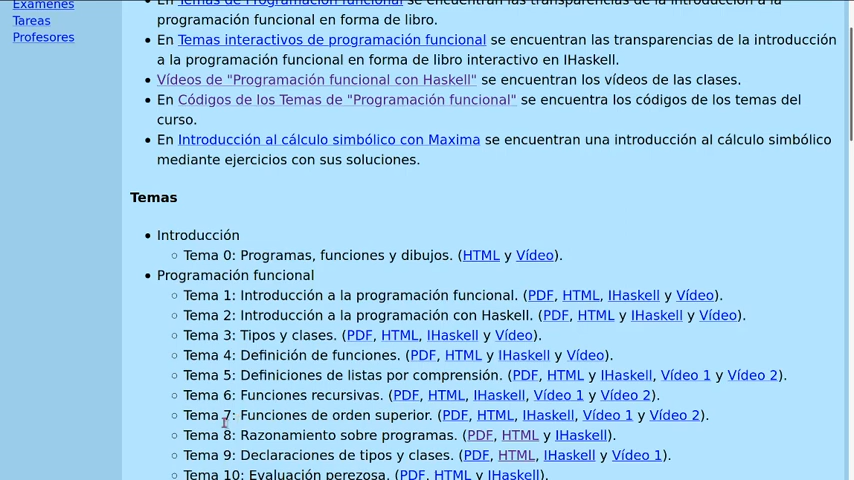 Exámenes
Tareas
Profesores
En Temas de Programación funcional se encuentran las transparencias de la introducción a la
programación funcional en forma de libro.
En Temas interactivos de programación funcional se encuentran las transparencias de la introducción
a la programación funcional en forma de libro interactivo en IHaskell.
Vídeos de "Programación funcional con Haskell" se encuentran los vídeos de las clases.
En Códigos de los Temas de "Programación funcional" se encuentra los códigos de los temas del
curso.
En Introducción al cálculo simbólico con Maxima se encuentran una introducción al cálculo simbólico
mediante ejercicios con sus soluciones.
Temas
Introducción
Tema 0: Programas, funciones y dibujos. (HTML y Vídeo).
Programación funcional
Tema 1: Introducción a la programación funcional. (PDF, HTML, IHaskell y Vídeo).
Tema 2: Introducción a la programación con Haskell. (PDF, HTML y IHaskell y Vídeo).
Tema 3: Tipos y clases. (PDF, HTML, IHaskell y Vídeo).
Tema 4: Definición de funciones. (PDF, HTML y IHaskell y Vídeo).
Tema 5: Definiciones de listas por comprensión. (PDF, HTML y IHaskell, Vídeo 1 y Vídeo 2).
Tema 6: Funciones recursivas. (PDF, HTML, IHaskell, Vídeo 1 y Vídeo 2).
Tema 7: Funciones de orden superior. (PDF, HTML, IHaskell, Vídeo 1 y Vídeo 2).
Tema 8: Razonamiento sobre programas. (PDF, HTML y IHaskell).
Tema 9: Declaraciones de tipos y clases. (PDF, HTML, IHaskell y Vídeo 1).
Tema 10: Evaluación perezosa. (PDF, HTML y IHaskell).